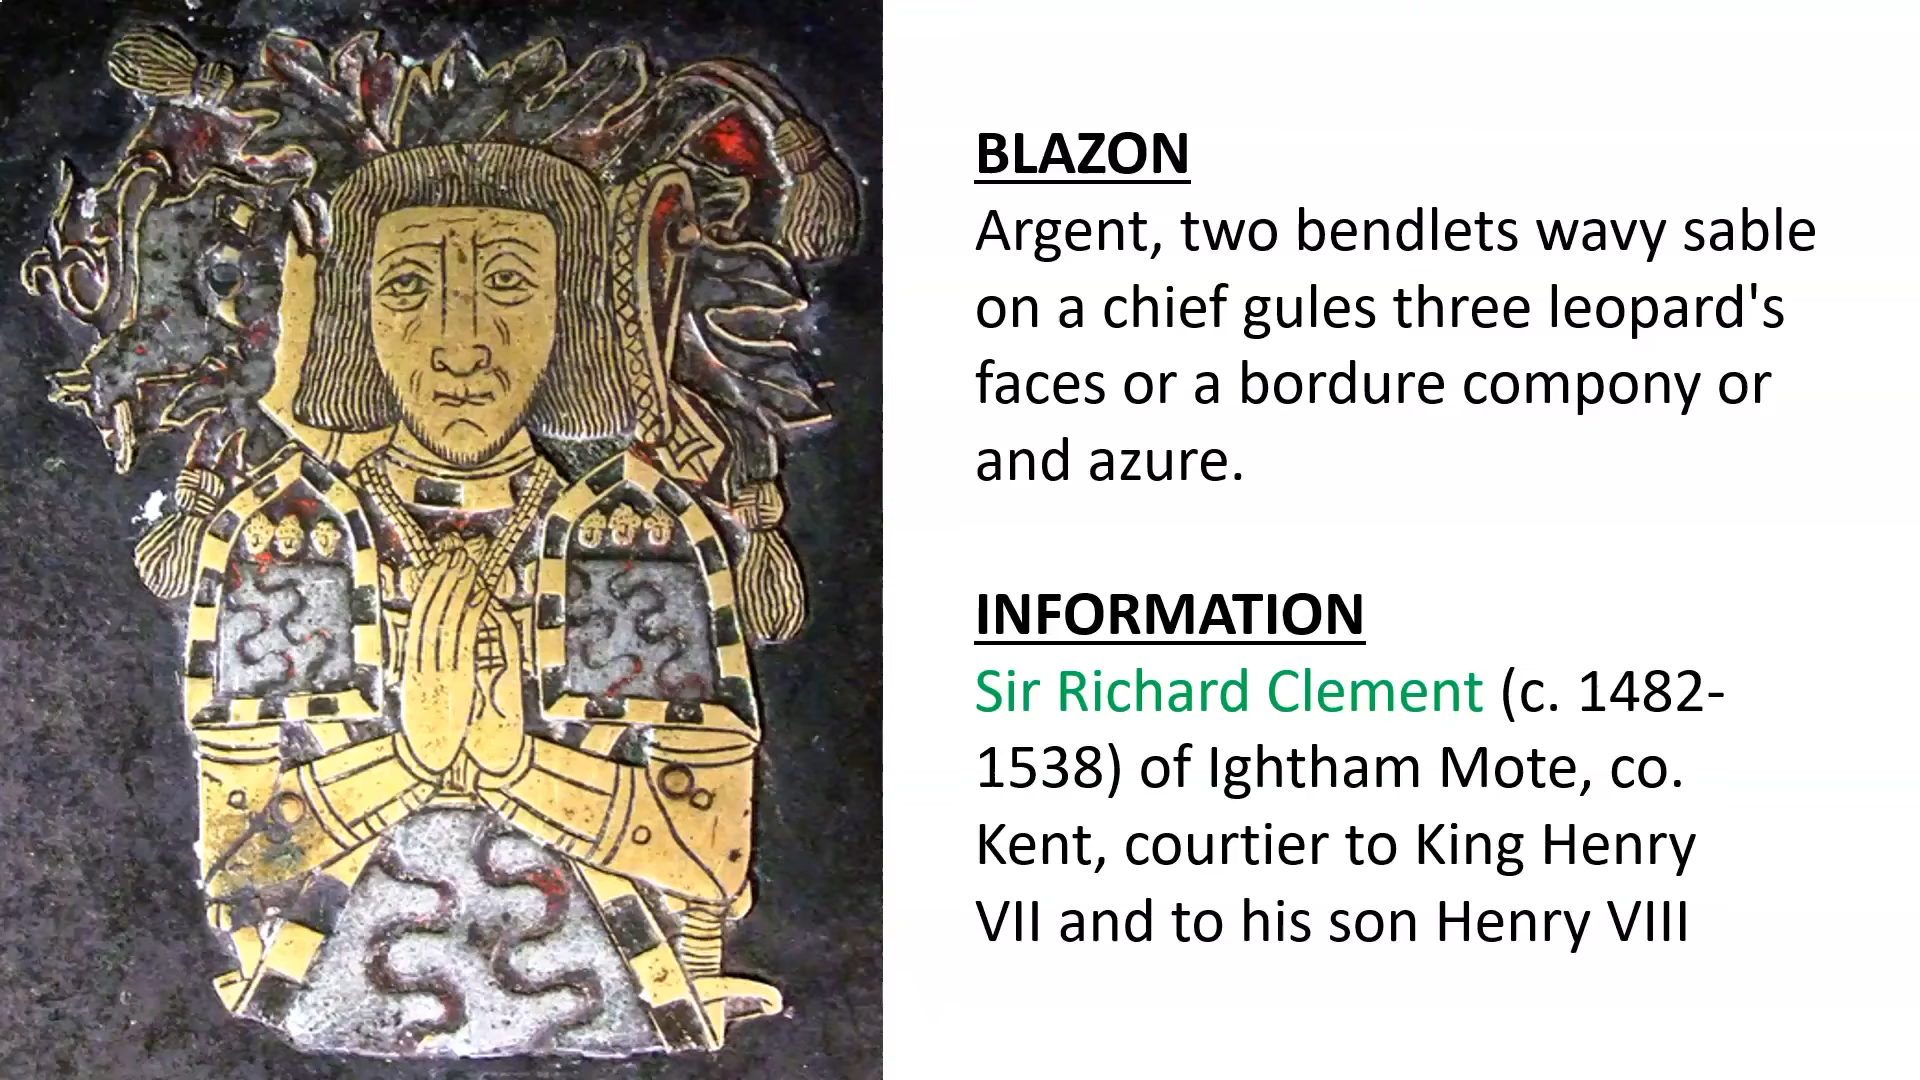 BLAZON
Argent, two bendlets wavy sable
on a chief gules three leopard's
faces or a bordure compony or
and azure.
INFORMATION
Sir Richard Clement (c. 1482-
1538) of Ightham Mote, co.
Kent, courtier to King Henry
VII and to his son Henry VIII